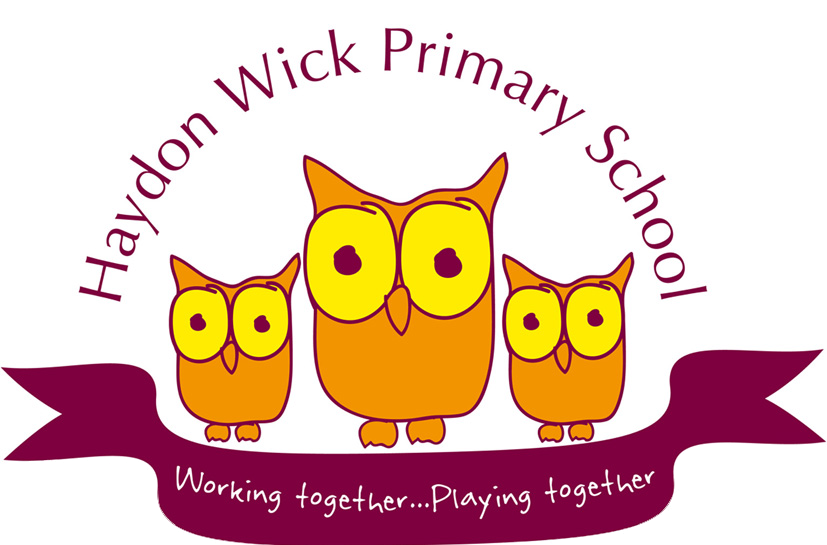 Haydon Wick Primary School
Working together...Playing together